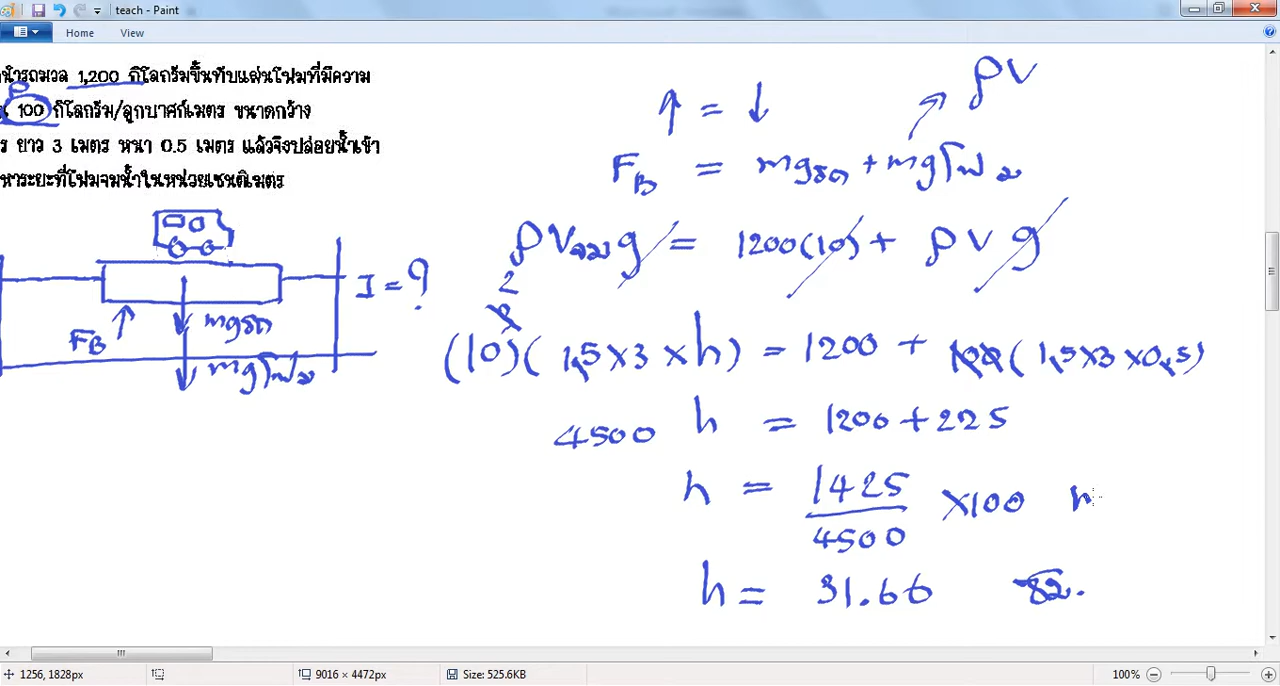 teach - Paint
Home View
นำรถมวล 1,200 กิโลกรัมขึ้นทับแผ่นโฟมที่มีความ
ρ
100 กิโลกรัม/ลูกบาศก์เมตร ขนาดกว้าง
ร ยาว 3 เมตร หนา 0.5 เมตร แล้วจึงปล่อยน้ำเข้า
หาระยะที่โฟมจมน้ำในหน่วยเซนติเมตร
ρV
↑ = ↓
F_B = mgรถ + mgโฟม
ρVจมg = 1200(10) + ρVg
I = ?
F_B mgรถ
mgโฟม
(10)( 1.5×3 × h) = 1200 + 100( 1.5×3×0.5)
4500 h = 1200 + 225
h = 1425/4500 ×100
h = 31.66 ซม.
1256, 1828px 9016 × 4472px Size: 525.6KB 100%